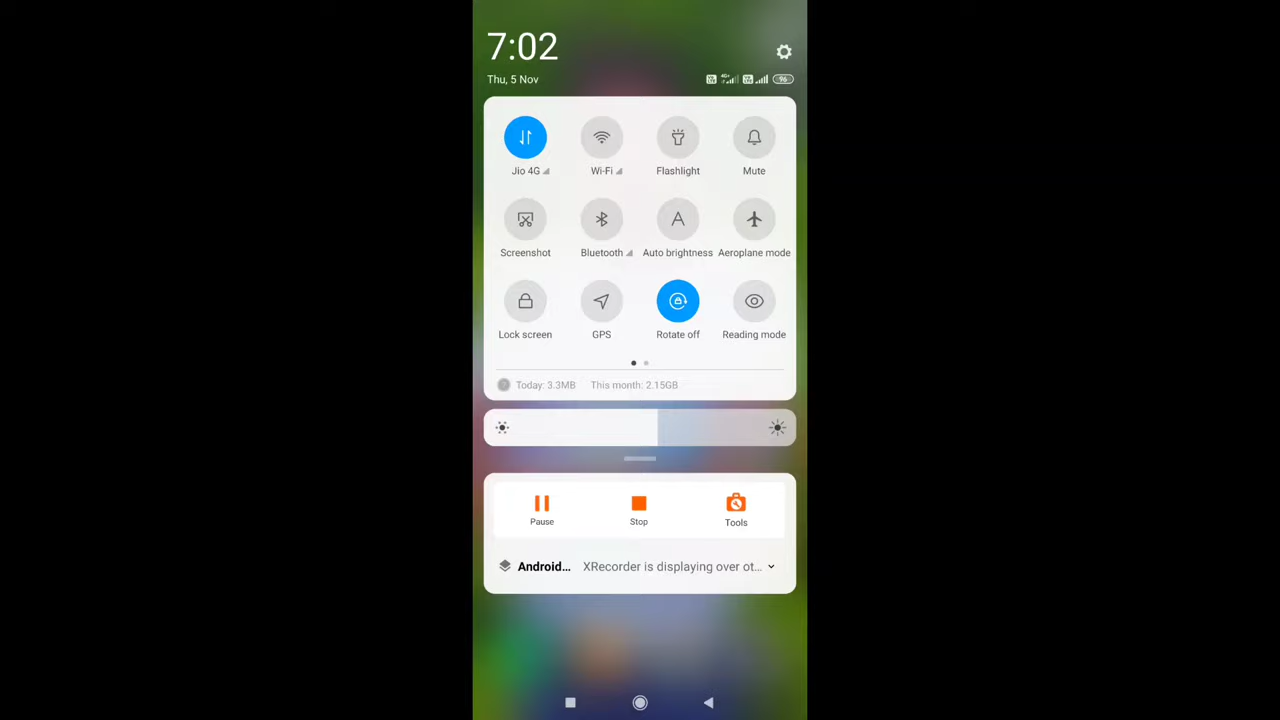 7:02
Thu, 5 Nov
4G+ 96
Jio 4G Wi-Fi Flashlight Mute
Screenshot Bluetooth Auto brightness Aeroplane mode
Lock screen GPS Rotate off Reading mode
Today: 3.3MB This month: 2.15GB
Pause Stop Tools
Android... XRecorder is displaying over ot...